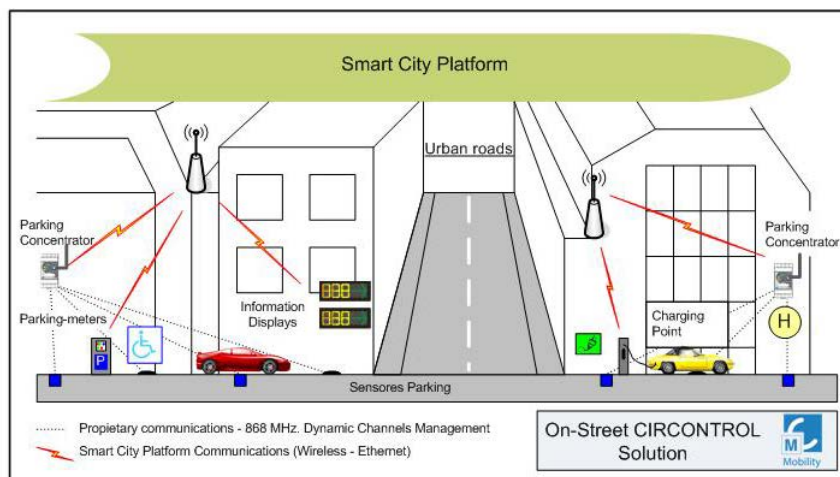 Smart City Platform
Urban roads
Parking
Concentrator
Parking
Concentrator
Information
Displays
Parking-meters
Charging
Point
P
H
Sensores Parking
Propietary communications - 868 MHz. Dynamic Channels Management
Smart City Platform Communications (Wireless - Ethernet)
On-Street CIRCONTROL
Solution
M
Mobility